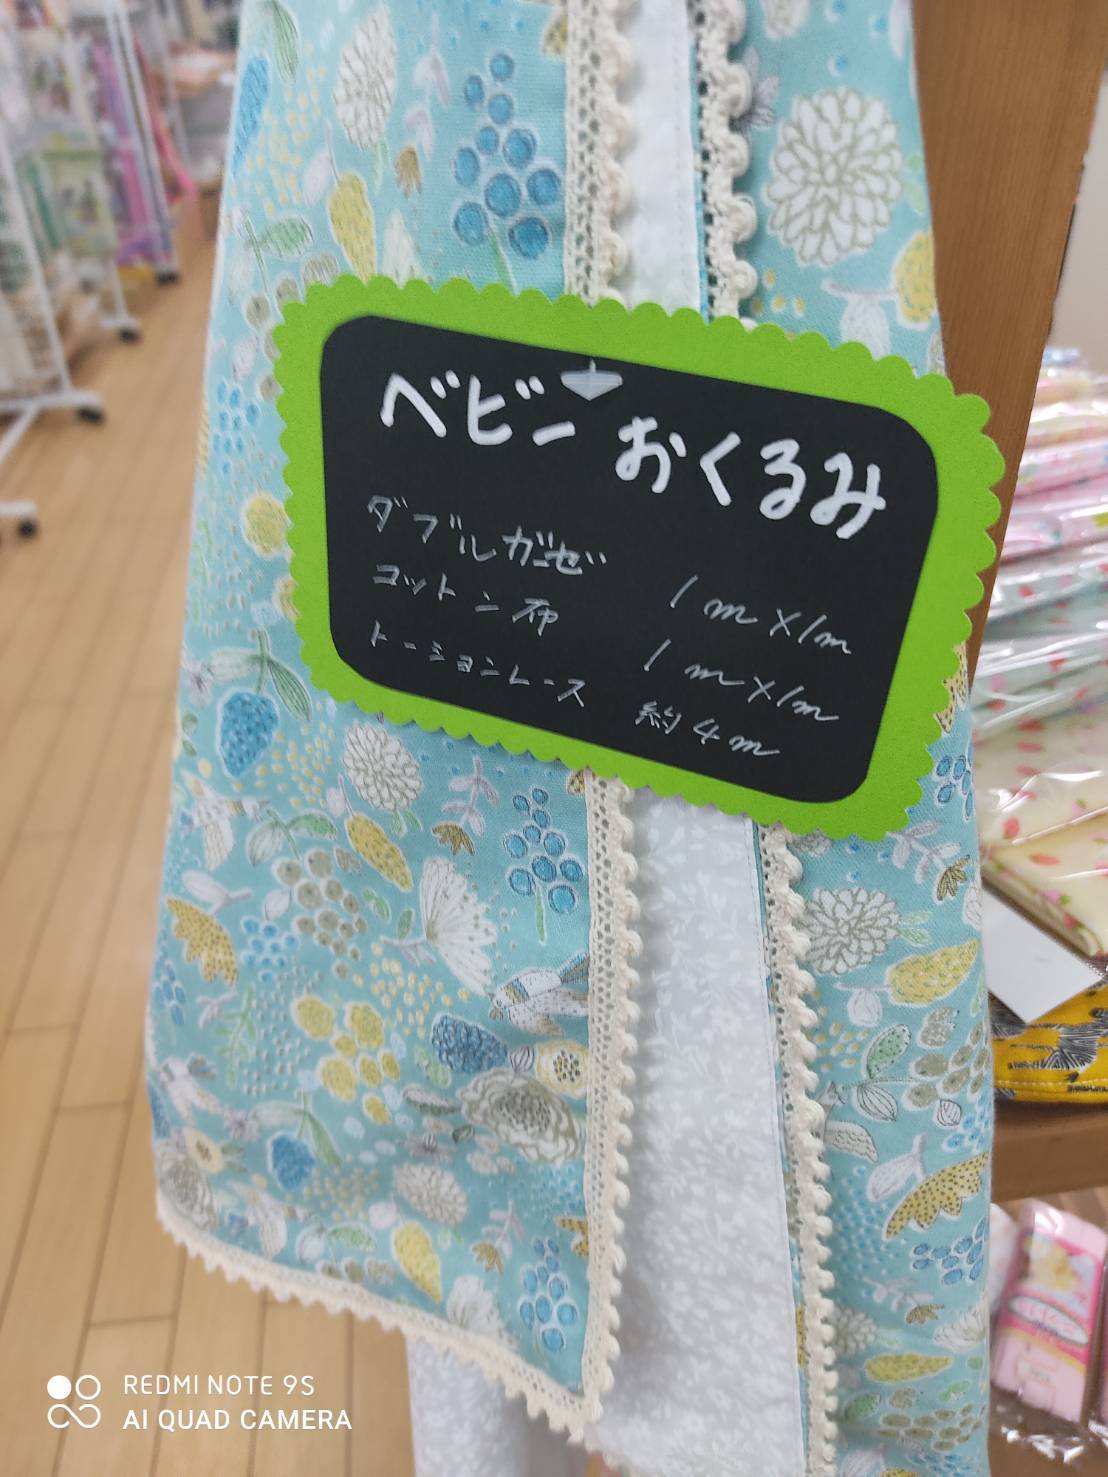 ベビー おくるみ
ダブルガーゼ 1m×1m
コットン布 1m×1m
トーションレース 約4m
REDMI NOTE 9S
AI QUAD CAMERA